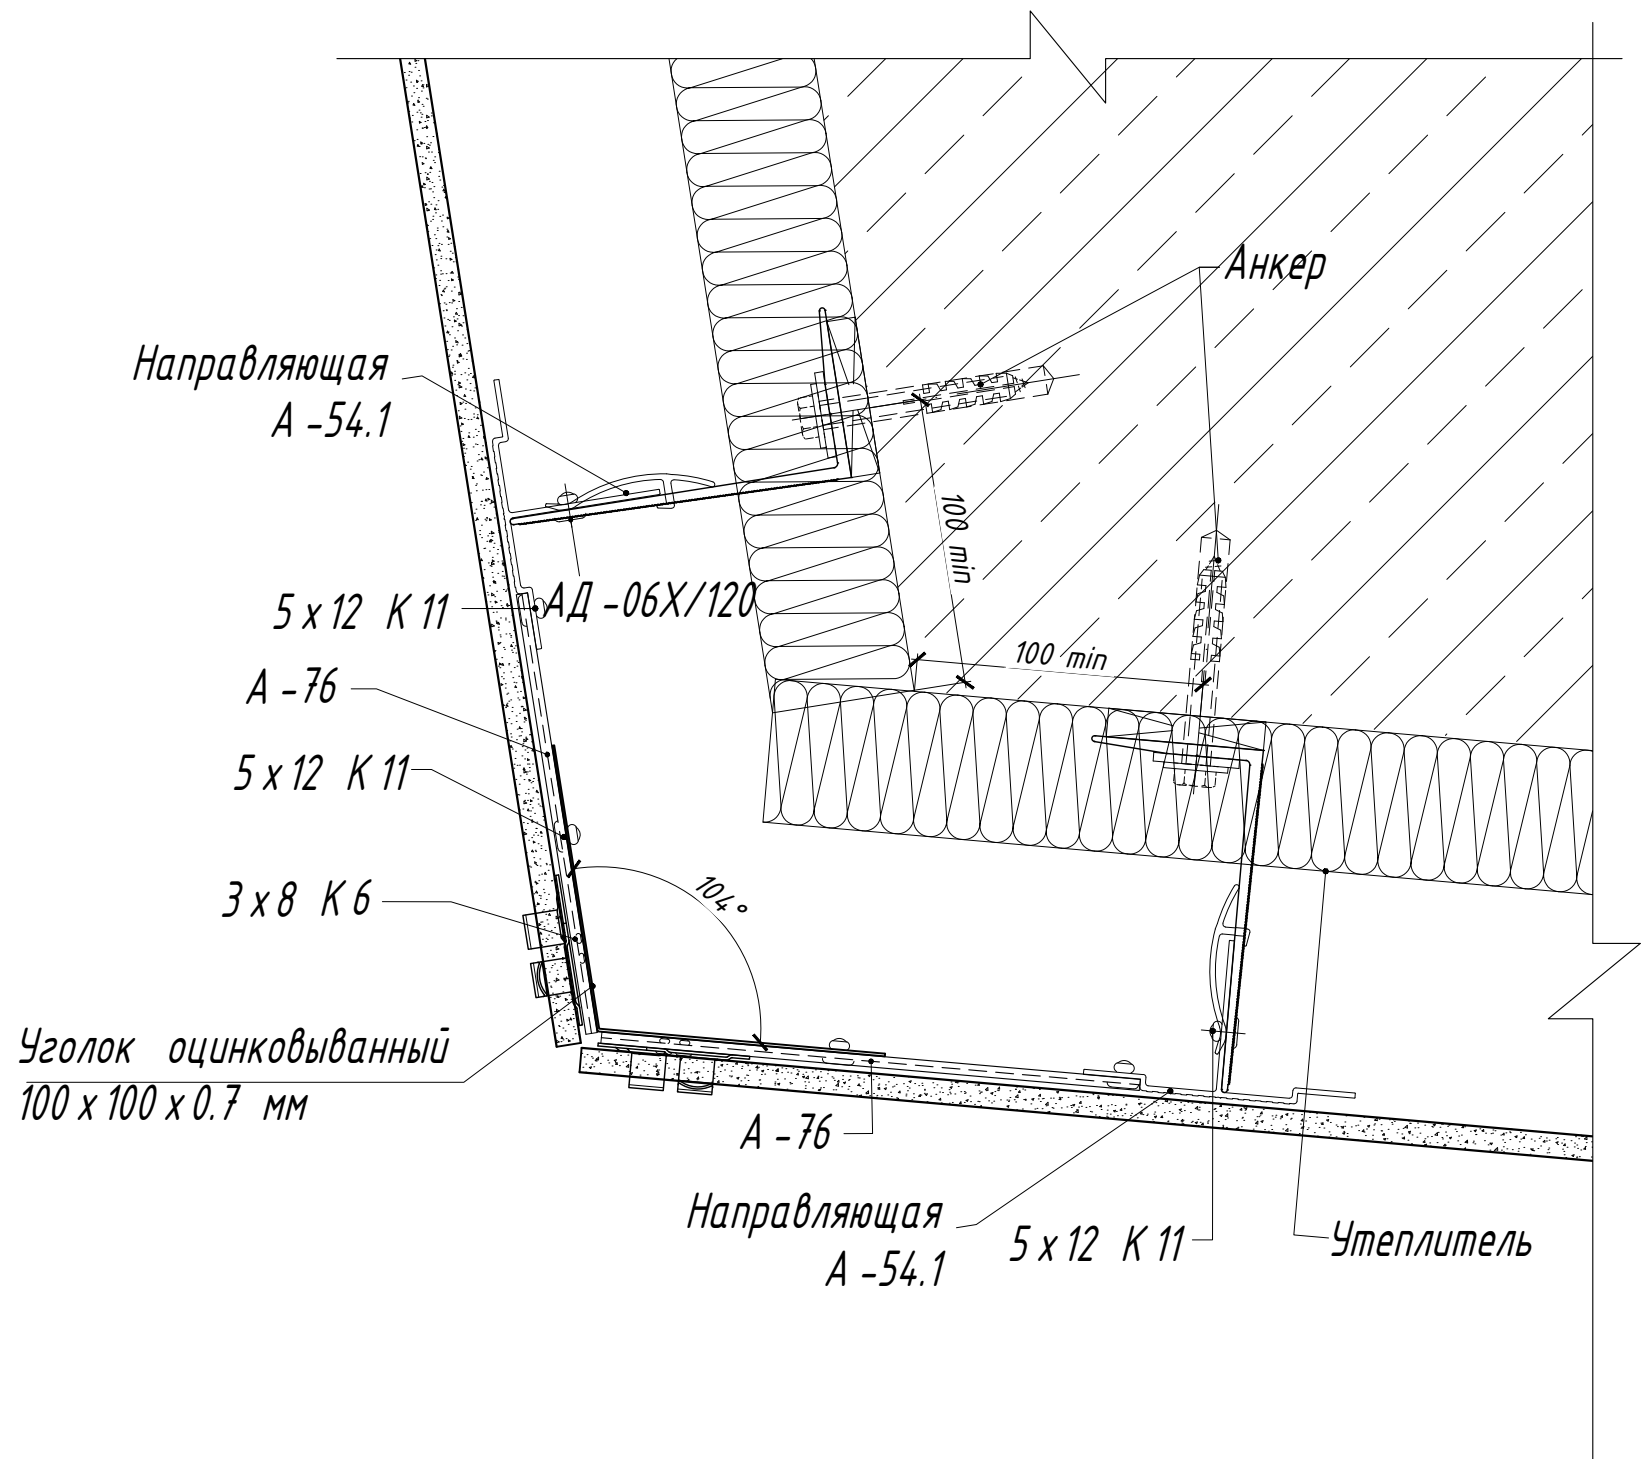 Анкер
Направляющая
А -54.1
100 min
5 x 12 К 11
АД -06Х/120
100 min
А -76
5 x 12 К 11
3 x 8 К 6
104°
Уголок оцинковыванный
100 x 100 x 0.7 мм
А -76
Направляющая
А -54.1
5 x 12 К 11
Утеплитель